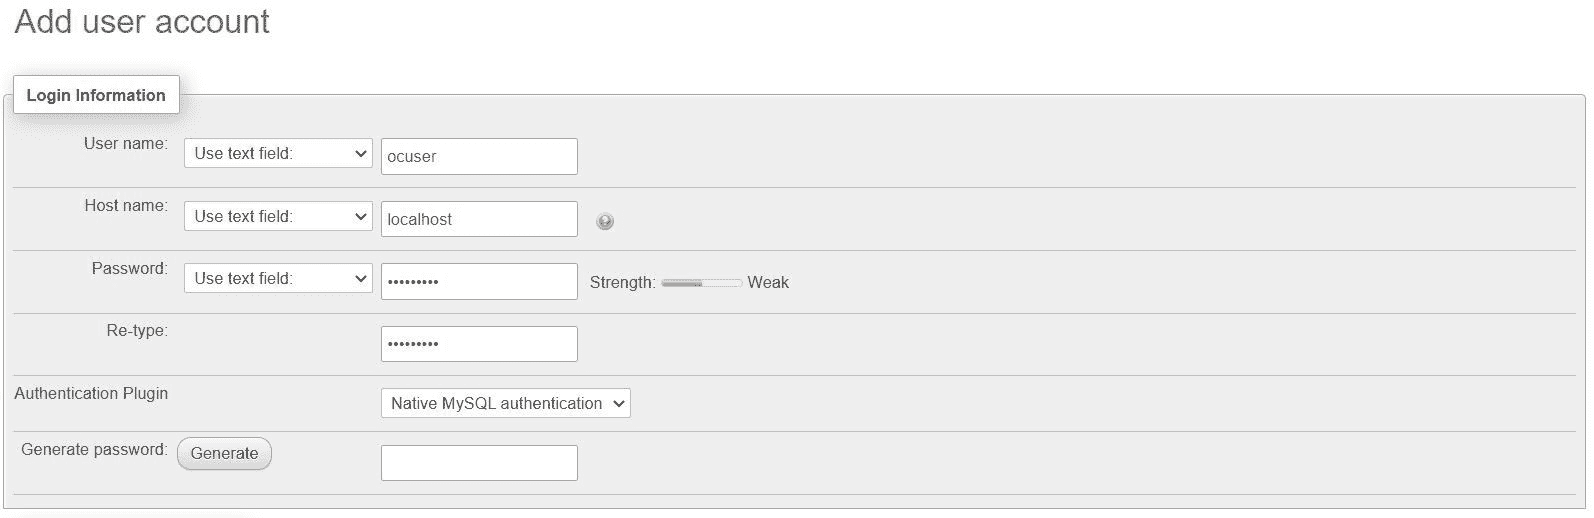 Add user account
Login Information
User name: Use text field: ocuser
Host name: Use text field: localhost
Password: Use text field: ••••••••• Strength: Weak
Re-type: •••••••••
Authentication Plugin Native MySQL authentication
Generate password: Generate